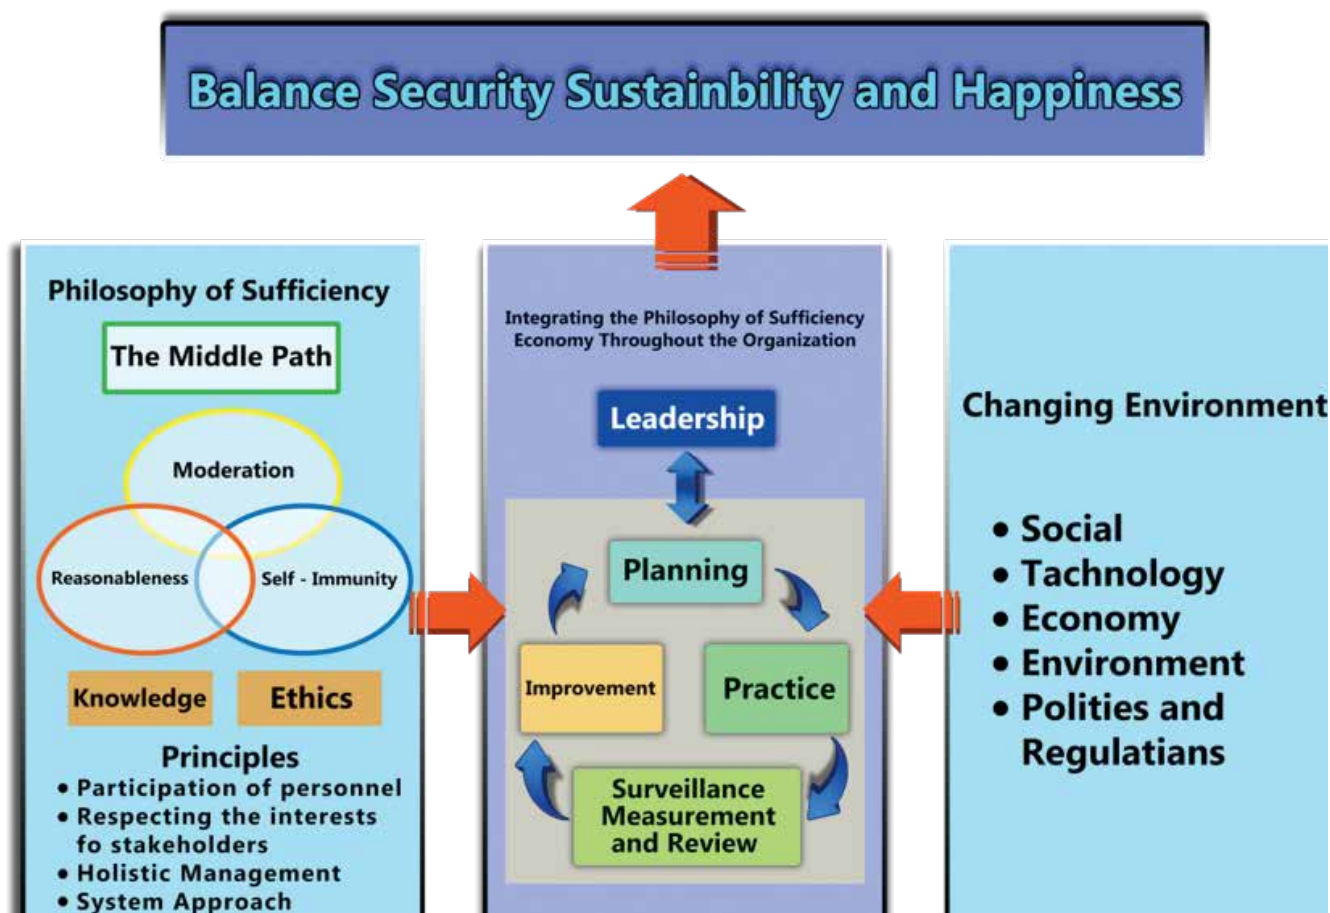 Balance Security Sustainbility and Happiness
Philosophy of Sufficiency
The Middle Path
Moderation
Reasonableness
Self - Immunity
Knowledge
Ethics
Principles
• Participation of personnel
• Respecting the interests
fo stakeholders
• Holistic Management
• System Approach
Integrating the Philosophy of Sufficiency
Economy Throughout the Organization
Leadership
Planning
Improvement
Practice
Surveillance
Measurement
and Review
Changing Environment
• Social
• Tachnology
• Economy
• Environment
• Polities and
Regulatians